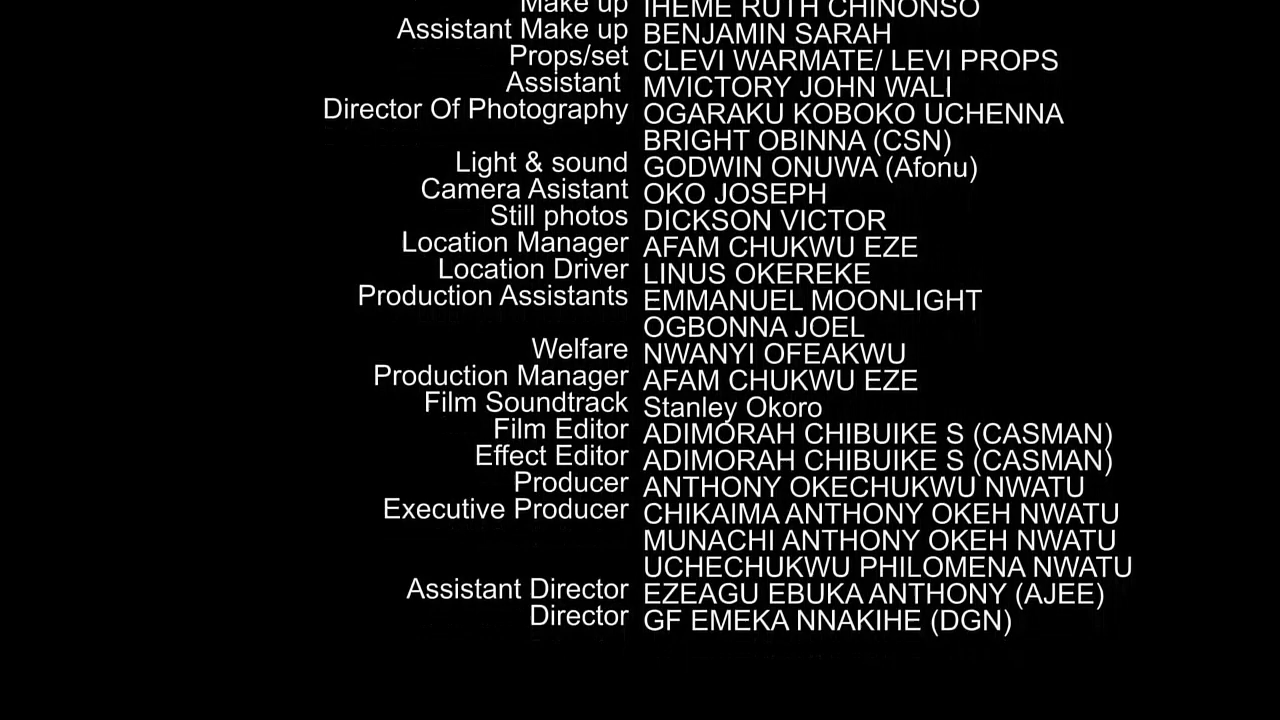 Make up IHEME RUTH CHINONSO
Assistant Make up BENJAMIN SARAH
Props/set CLEVI WARMATE/ LEVI PROPS
Assistant MVICTORY JOHN WALI
Director Of Photography OGARAKU KOBOKO UCHENNA
BRIGHT OBINNA (CSN)
Light & sound GODWIN ONUWA (Afonu)
Camera Asistant OKO JOSEPH
Still photos DICKSON VICTOR
Location Manager AFAM CHUKWU EZE
Location Driver LINUS OKEREKE
Production Assistants EMMANUEL MOONLIGHT
OGBONNA JOEL
Welfare NWANYI OFEAKWU
Production Manager AFAM CHUKWU EZE
Film Soundtrack Stanley Okoro
Film Editor ADIMORAH CHIBUIKE S (CASMAN)
Effect Editor ADIMORAH CHIBUIKE S (CASMAN)
Producer ANTHONY OKECHUKWU NWATU
Executive Producer CHIKAIMA ANTHONY OKEH NWATU
MUNACHI ANTHONY OKEH NWATU
UCHECHUKWU PHILOMENA NWATU
Assistant Director EZEAGU EBUKA ANTHONY (AJEE)
Director GF EMEKA NNAKIHE (DGN)